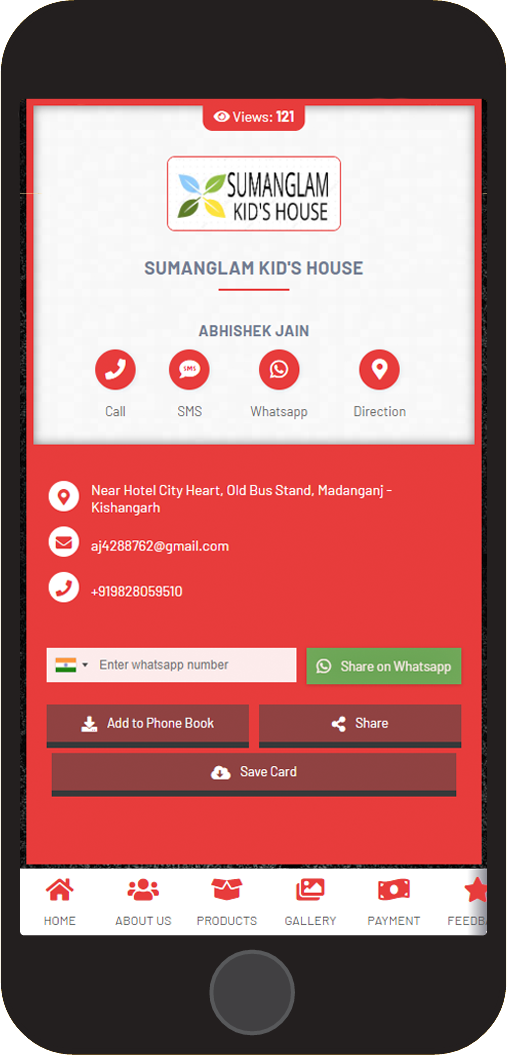 Views: 121
SUMANGLAM
KID'S HOUSE
SUMANGLAM KID'S HOUSE
ABHISHEK JAIN
SMS
Call SMS Whatsapp Direction
Near Hotel City Heart, Old Bus Stand, Madanganj -
Kishangarh
aj4288762@gmail.com
+919828059510
Enter whatsapp number Share on Whatsapp
Add to Phone Book Share
Save Card
HOME ABOUT US PRODUCTS GALLERY PAYMENT FEEDBA